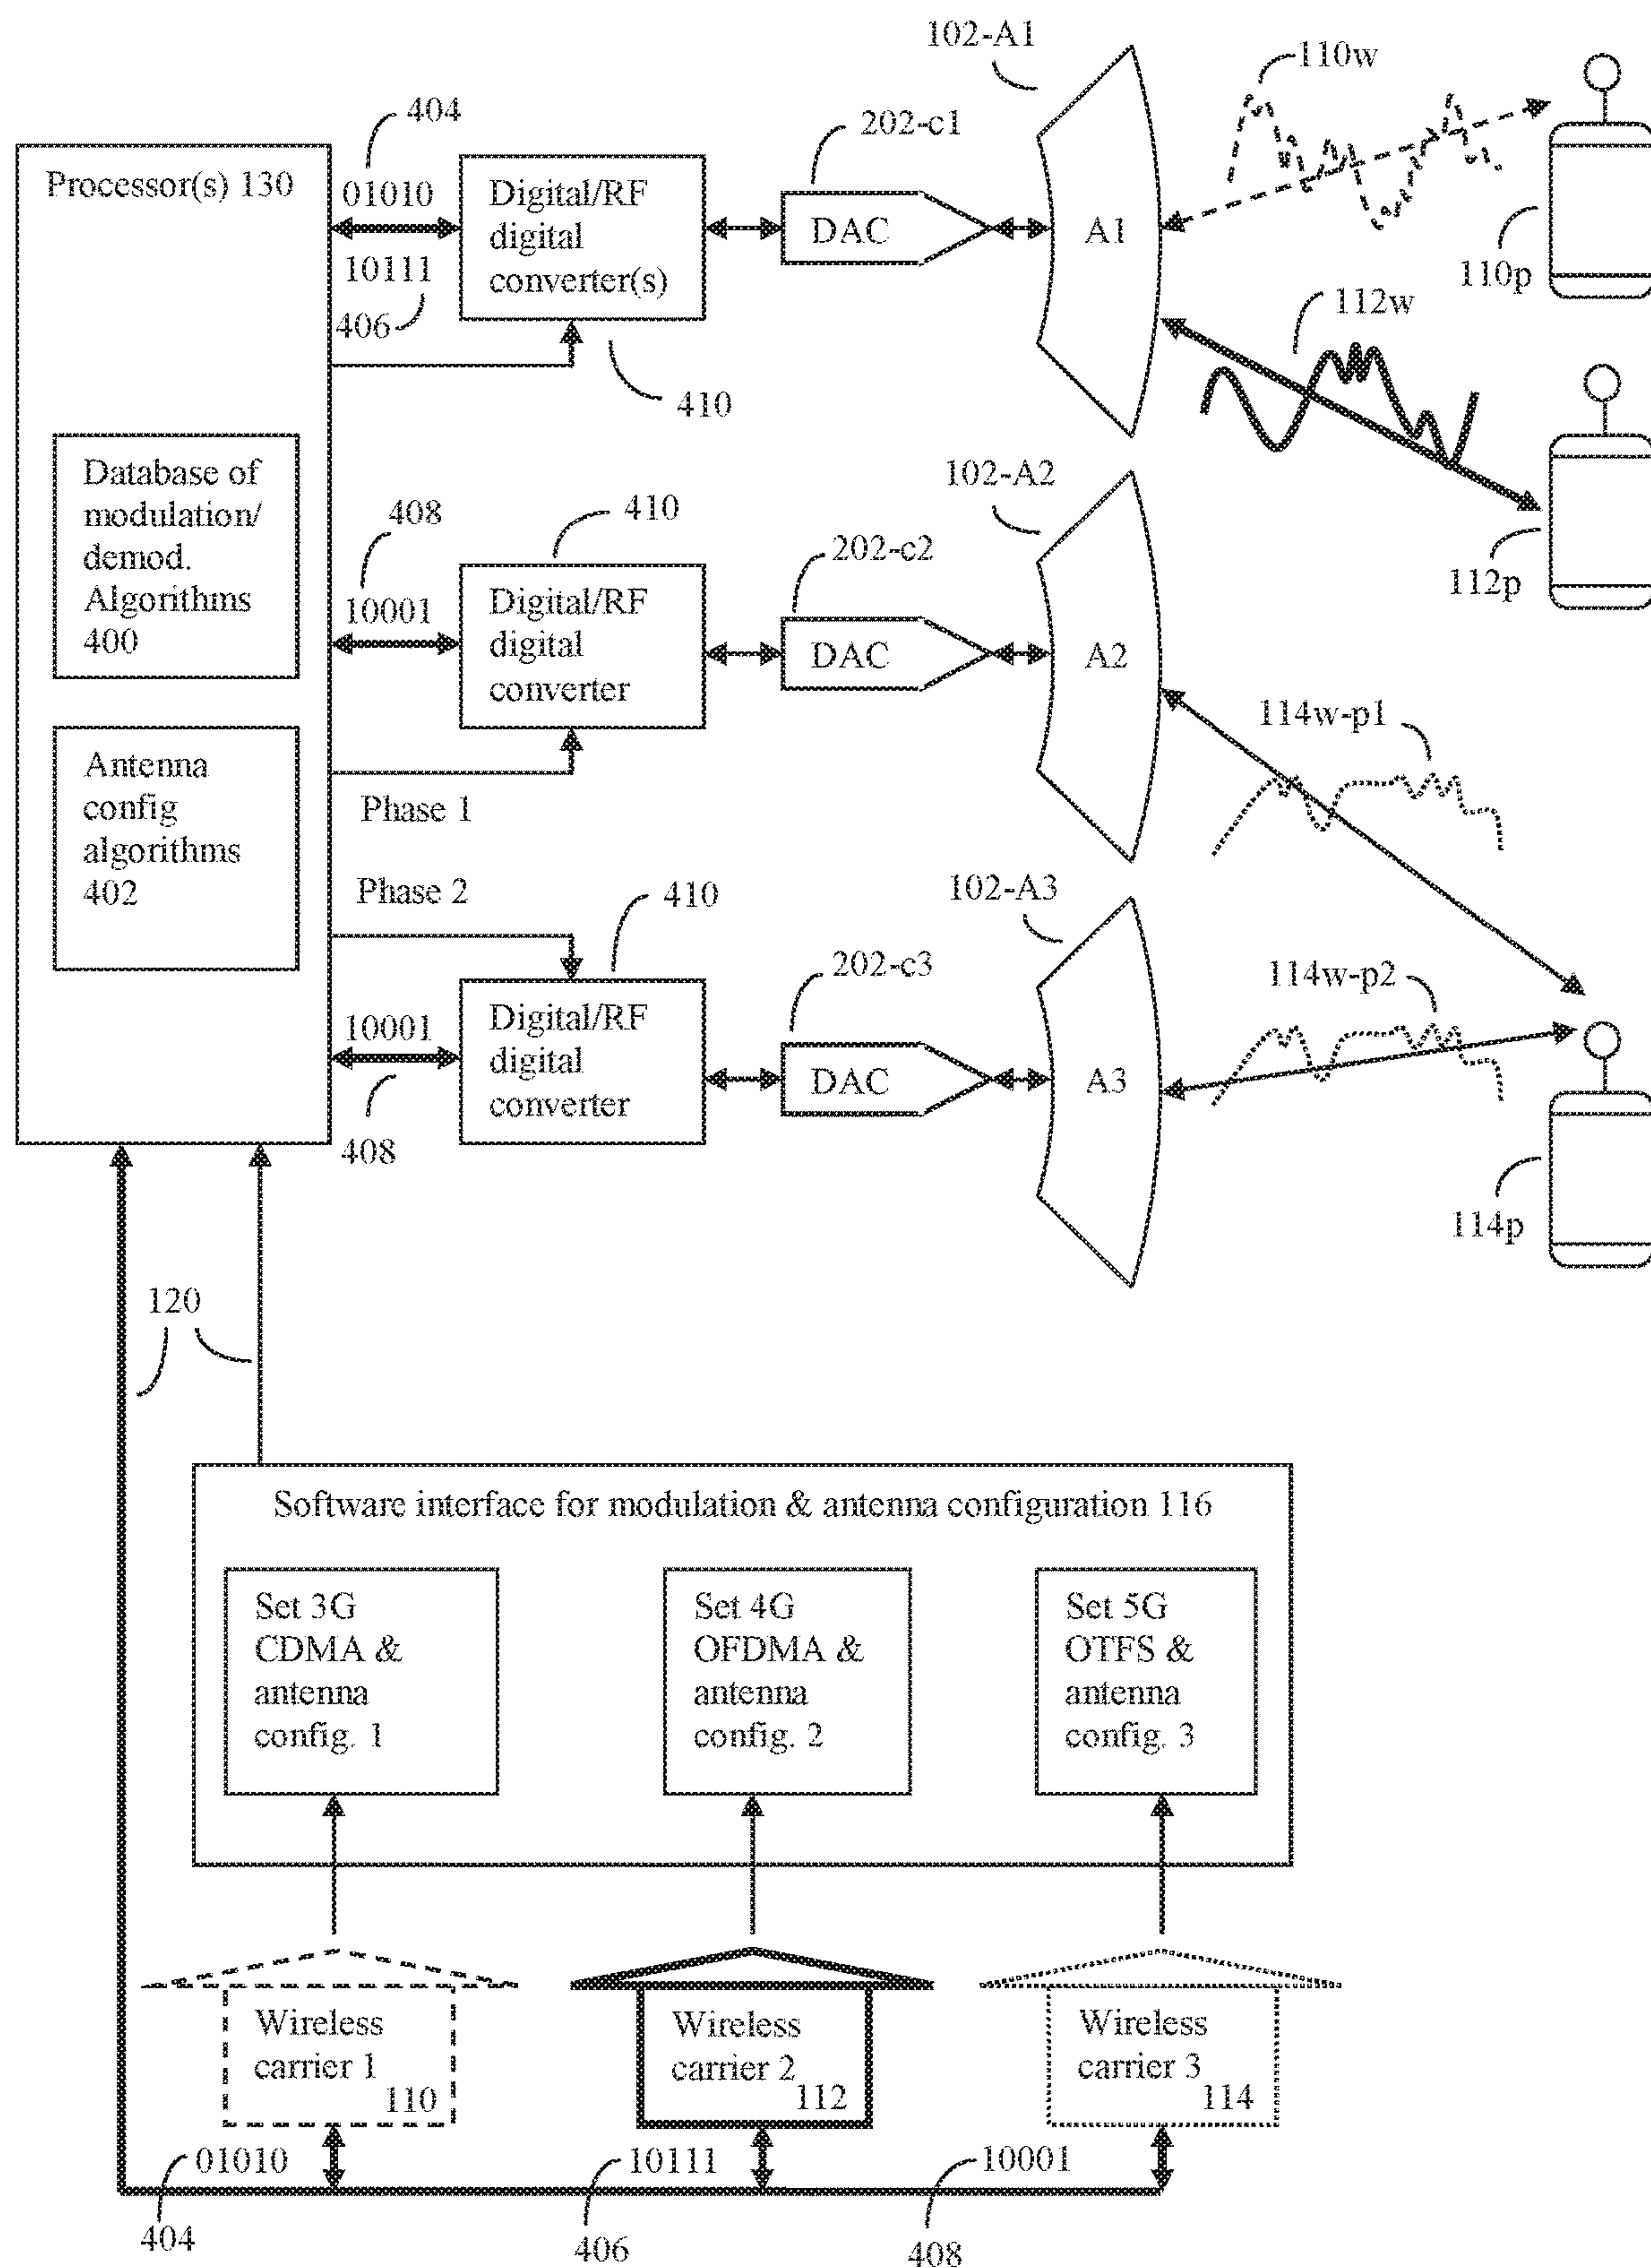 102-A1
110w
404
202-c1
Processor(s) 130
01010
Digital/RF
digital
converter(s)
DAC
A1
10111
406
110p
112w
410
102-A2
Database of
modulation/
demod.
Algorithms
400
408
410
202-c2
10001
Digital/RF
digital
converter
DAC
A2
112p
114w-p1
Antenna
config
algorithms
402
Phase 1
Phase 2
410
102-A3
202-c3
114w-p2
10001
Digital/RF
digital
converter
DAC
A3
408
114p
120
Software interface for modulation & antenna configuration 116
Set 3G
CDMA &
antenna
config. 1
Set 4G
OFDMA &
antenna
config. 2
Set 5G
OTFS &
antenna
config. 3
Wireless
carrier 1
110
Wireless
carrier 2
112
Wireless
carrier 3
114
01010
10111
10001
404
406
408